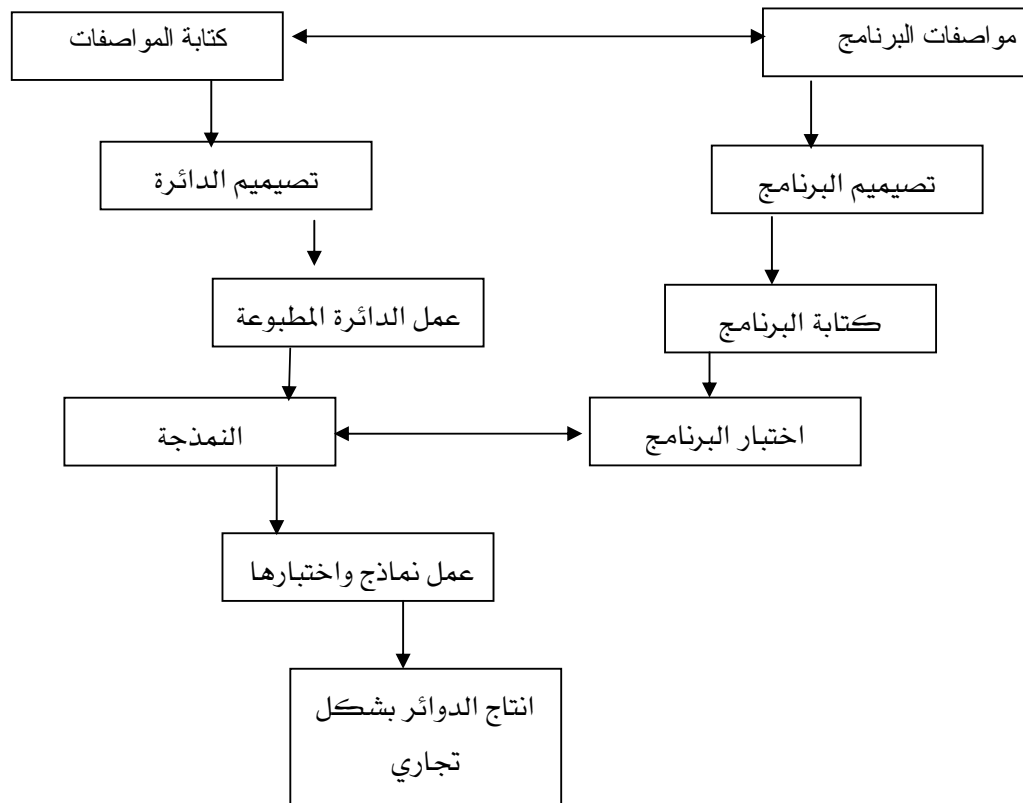 مواصفات البرنامج
كتابة المواصفات
تصيميم البرنامج
تصيميم الدائرة
كتابة البرنامج
عمل الدائرة المطبوعة
اختبار البرنامج
النمذجة
عمل نماذج واختبارها
انتاج الدوائر بشكل
تجاري